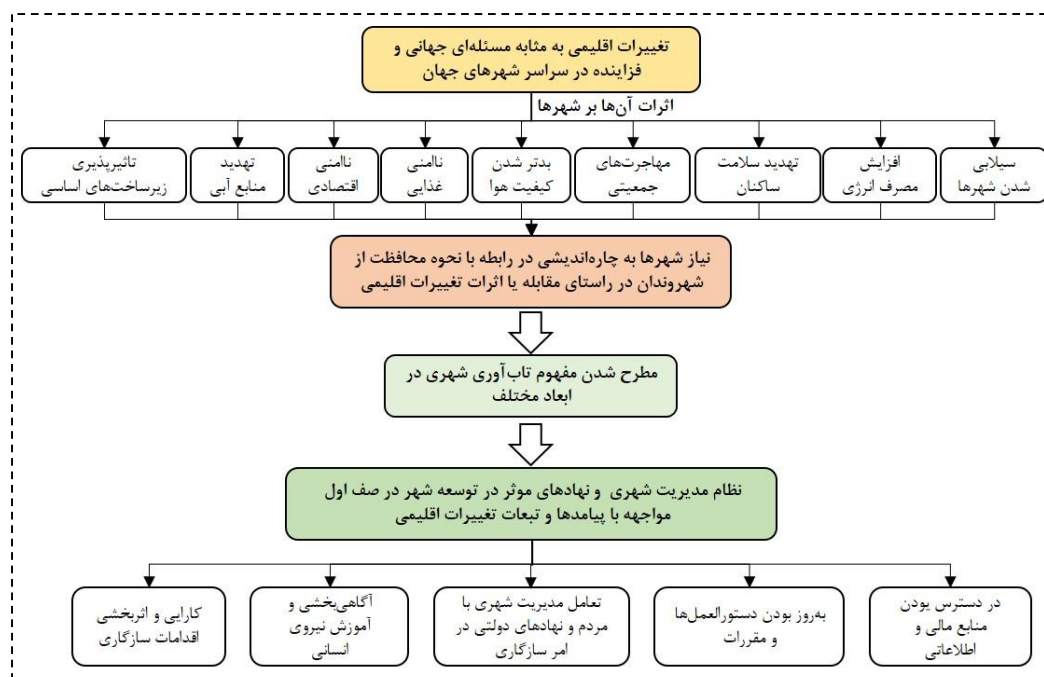 تغییرات اقلیمی به مثابه مسئله‌ای جهانی و
فزاینده در سراسر شهرهای جهان
اثرات آن‌ها بر شهرها
سیلابی
شدن شهرها
افزایش
مصرف انرژی
تهدید سلامت
ساکنان
مهاجرت‌های
جمعیتی
بدتر شدن
کیفیت هوا
ناامنی
غذایی
ناامنی
اقتصادی
تهدید
منابع آبی
تاثیرپذیری
زیرساخت‌های اساسی
نیاز شهرها به چاره‌اندیشی در رابطه با نحوه محافظت از
شهروندان در راستای مقابله یا اثرات تغییرات اقلیمی
مطرح شدن مفهوم تاب‌آوری شهری در
ابعاد مختلف
نظام مدیریت شهری و نهادهای موثر در توسعه شهر در صف اول
مواجهه با پیامدها و تبعات تغییرات اقلیمی
در دسترس یودن
منابع مالی و
اطلاعاتی
به‌روز بودن دستورالعمل‌ها
و مقررات
تعامل مدیریت شهری با
مردم و نهادهای دولتی در
امر سازگاری
آگاهی‌بخشی و
آموزش نیروی
انسانی
کارایی و اثربخشی
اقدامات سازگاری